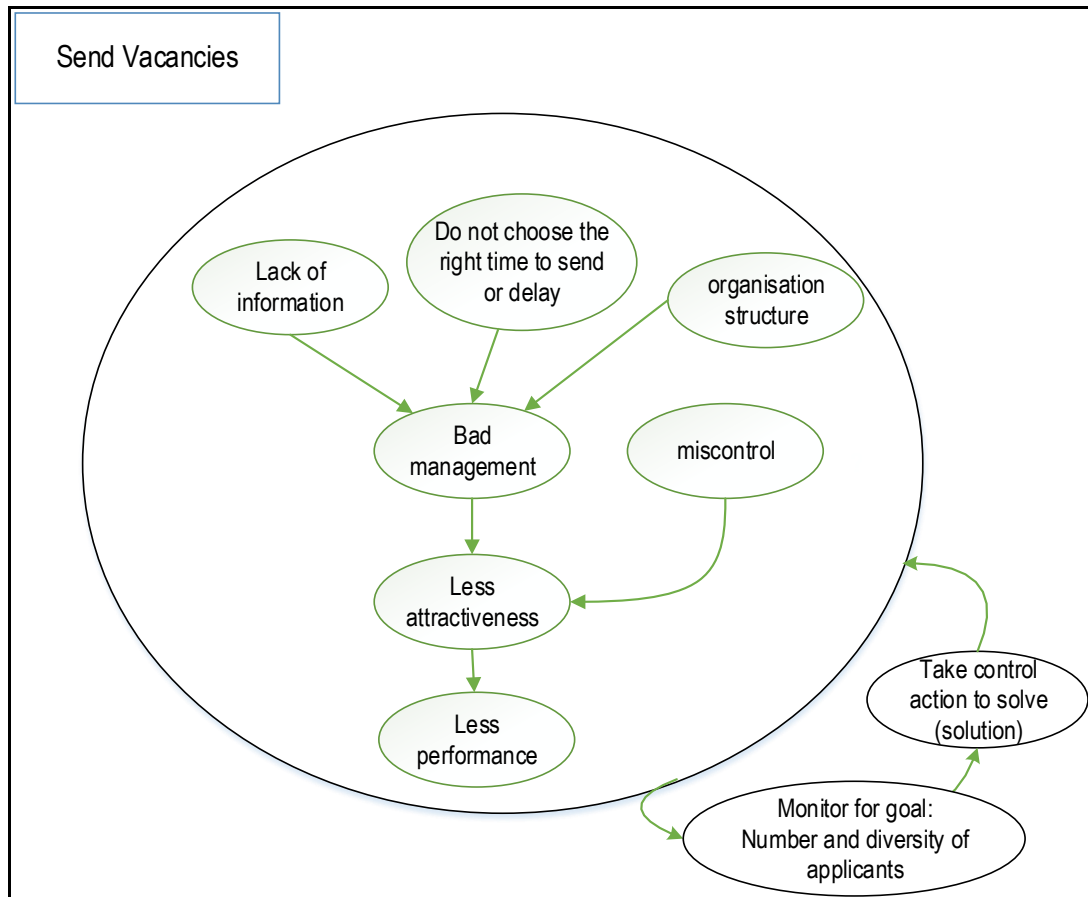 Send Vacancies
Do not choose the
right time to send
or delay
Lack of
information
organisation
structure
Bad
management
miscontrol
Less
attractiveness
Less
performance
Take control
action to solve
(solution)
Monitor for goal:
Number and diversity of
applicants